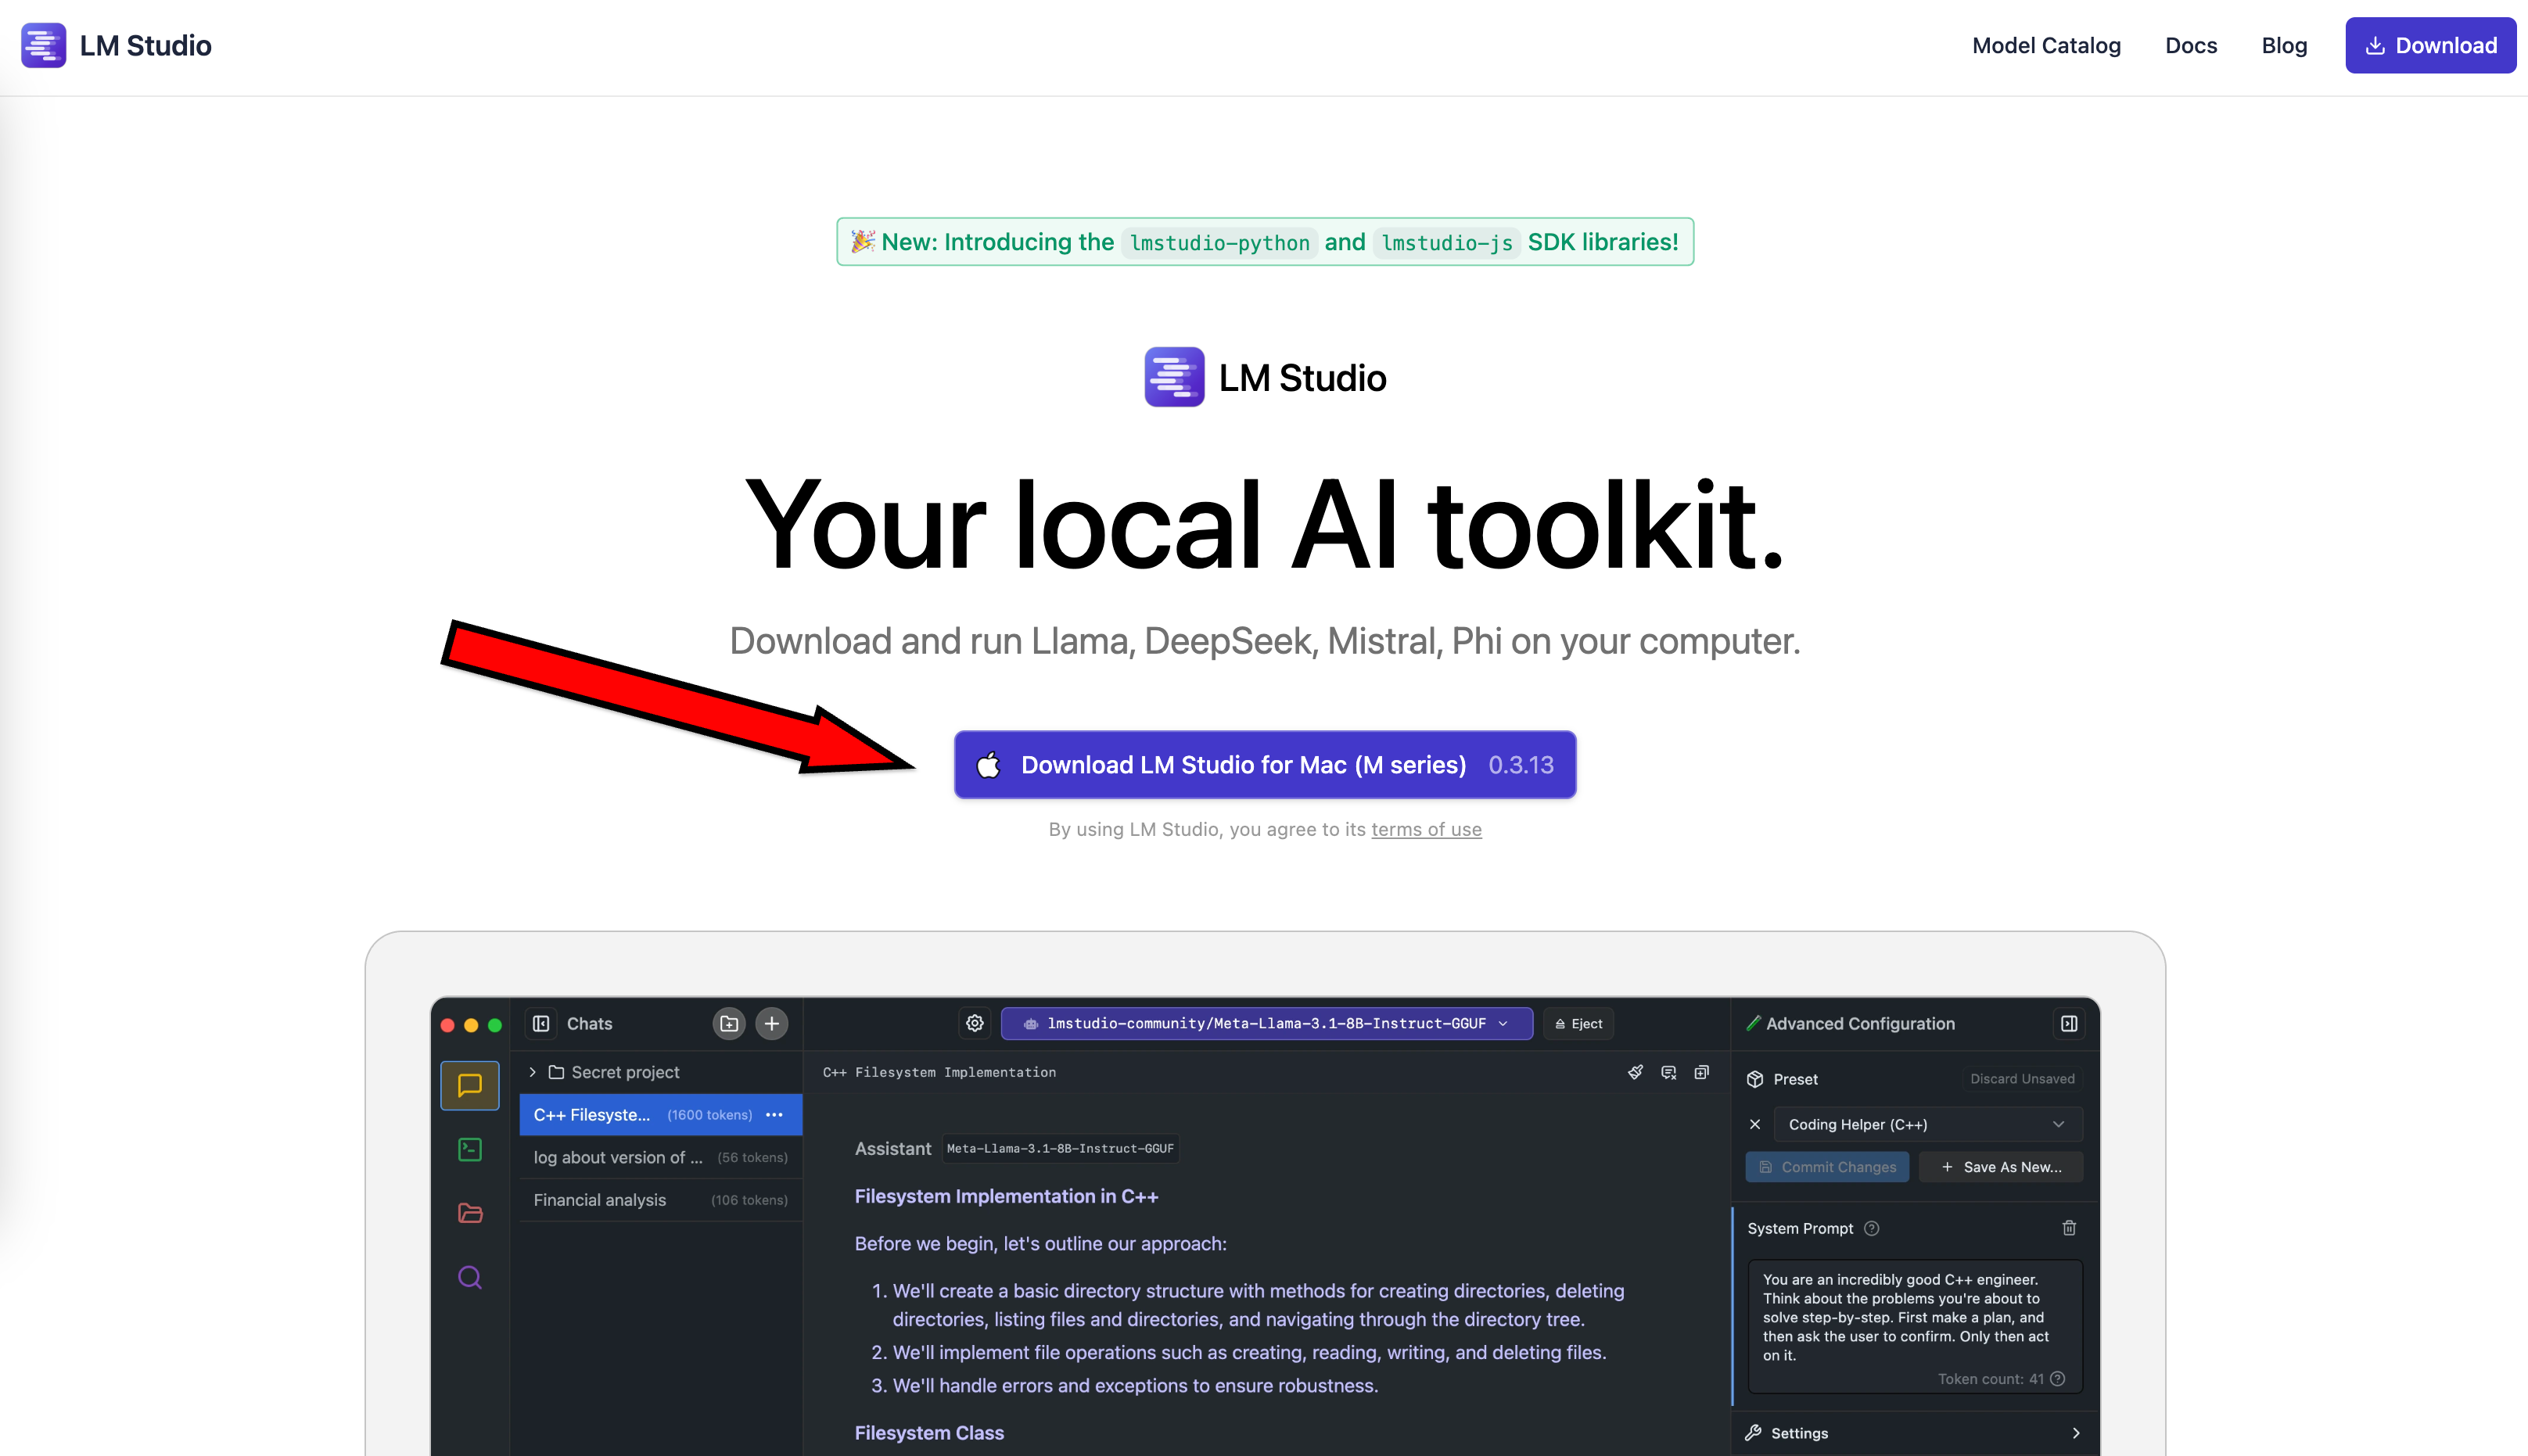 LM Studio
Model Catalog
Docs
Blog
Download
🎉 New: Introducing the lmstudio-python and lmstudio-js SDK libraries!
LM Studio
Your local AI toolkit.
Download and run Llama, DeepSeek, Mistral, Phi on your computer.
Download LM Studio for Mac (M series) 0.3.13
By using LM Studio, you agree to its terms of use
Chats
Secret project
C++ Filesyste... (1600 tokens)
log about version of ... (56 tokens)
Financial analysis (106 tokens)
lmstudio-community/Meta-Llama-3.1-8B-Instruct-GGUF
Eject
C++ Filesystem Implementation
Assistant Meta-Llama-3.1-8B-Instruct-GGUF
Filesystem Implementation in C++
Before we begin, let's outline our approach:
1. We'll create a basic directory structure with methods for creating directories, deleting
directories, listing files and directories, and navigating through the directory tree.
2. We'll implement file operations such as creating, reading, writing, and deleting files.
3. We'll handle errors and exceptions to ensure robustness.
Filesystem Class
Advanced Configuration
Preset
Discard Unsaved
Coding Helper (C++)
Commit Changes
+ Save As New...
System Prompt
You are an incredibly good C++ engineer.
Think about the problems you're about to
solve step-by-step. First make a plan, and
then ask the user to confirm. Only then act
on it.
Token count: 41
Settings